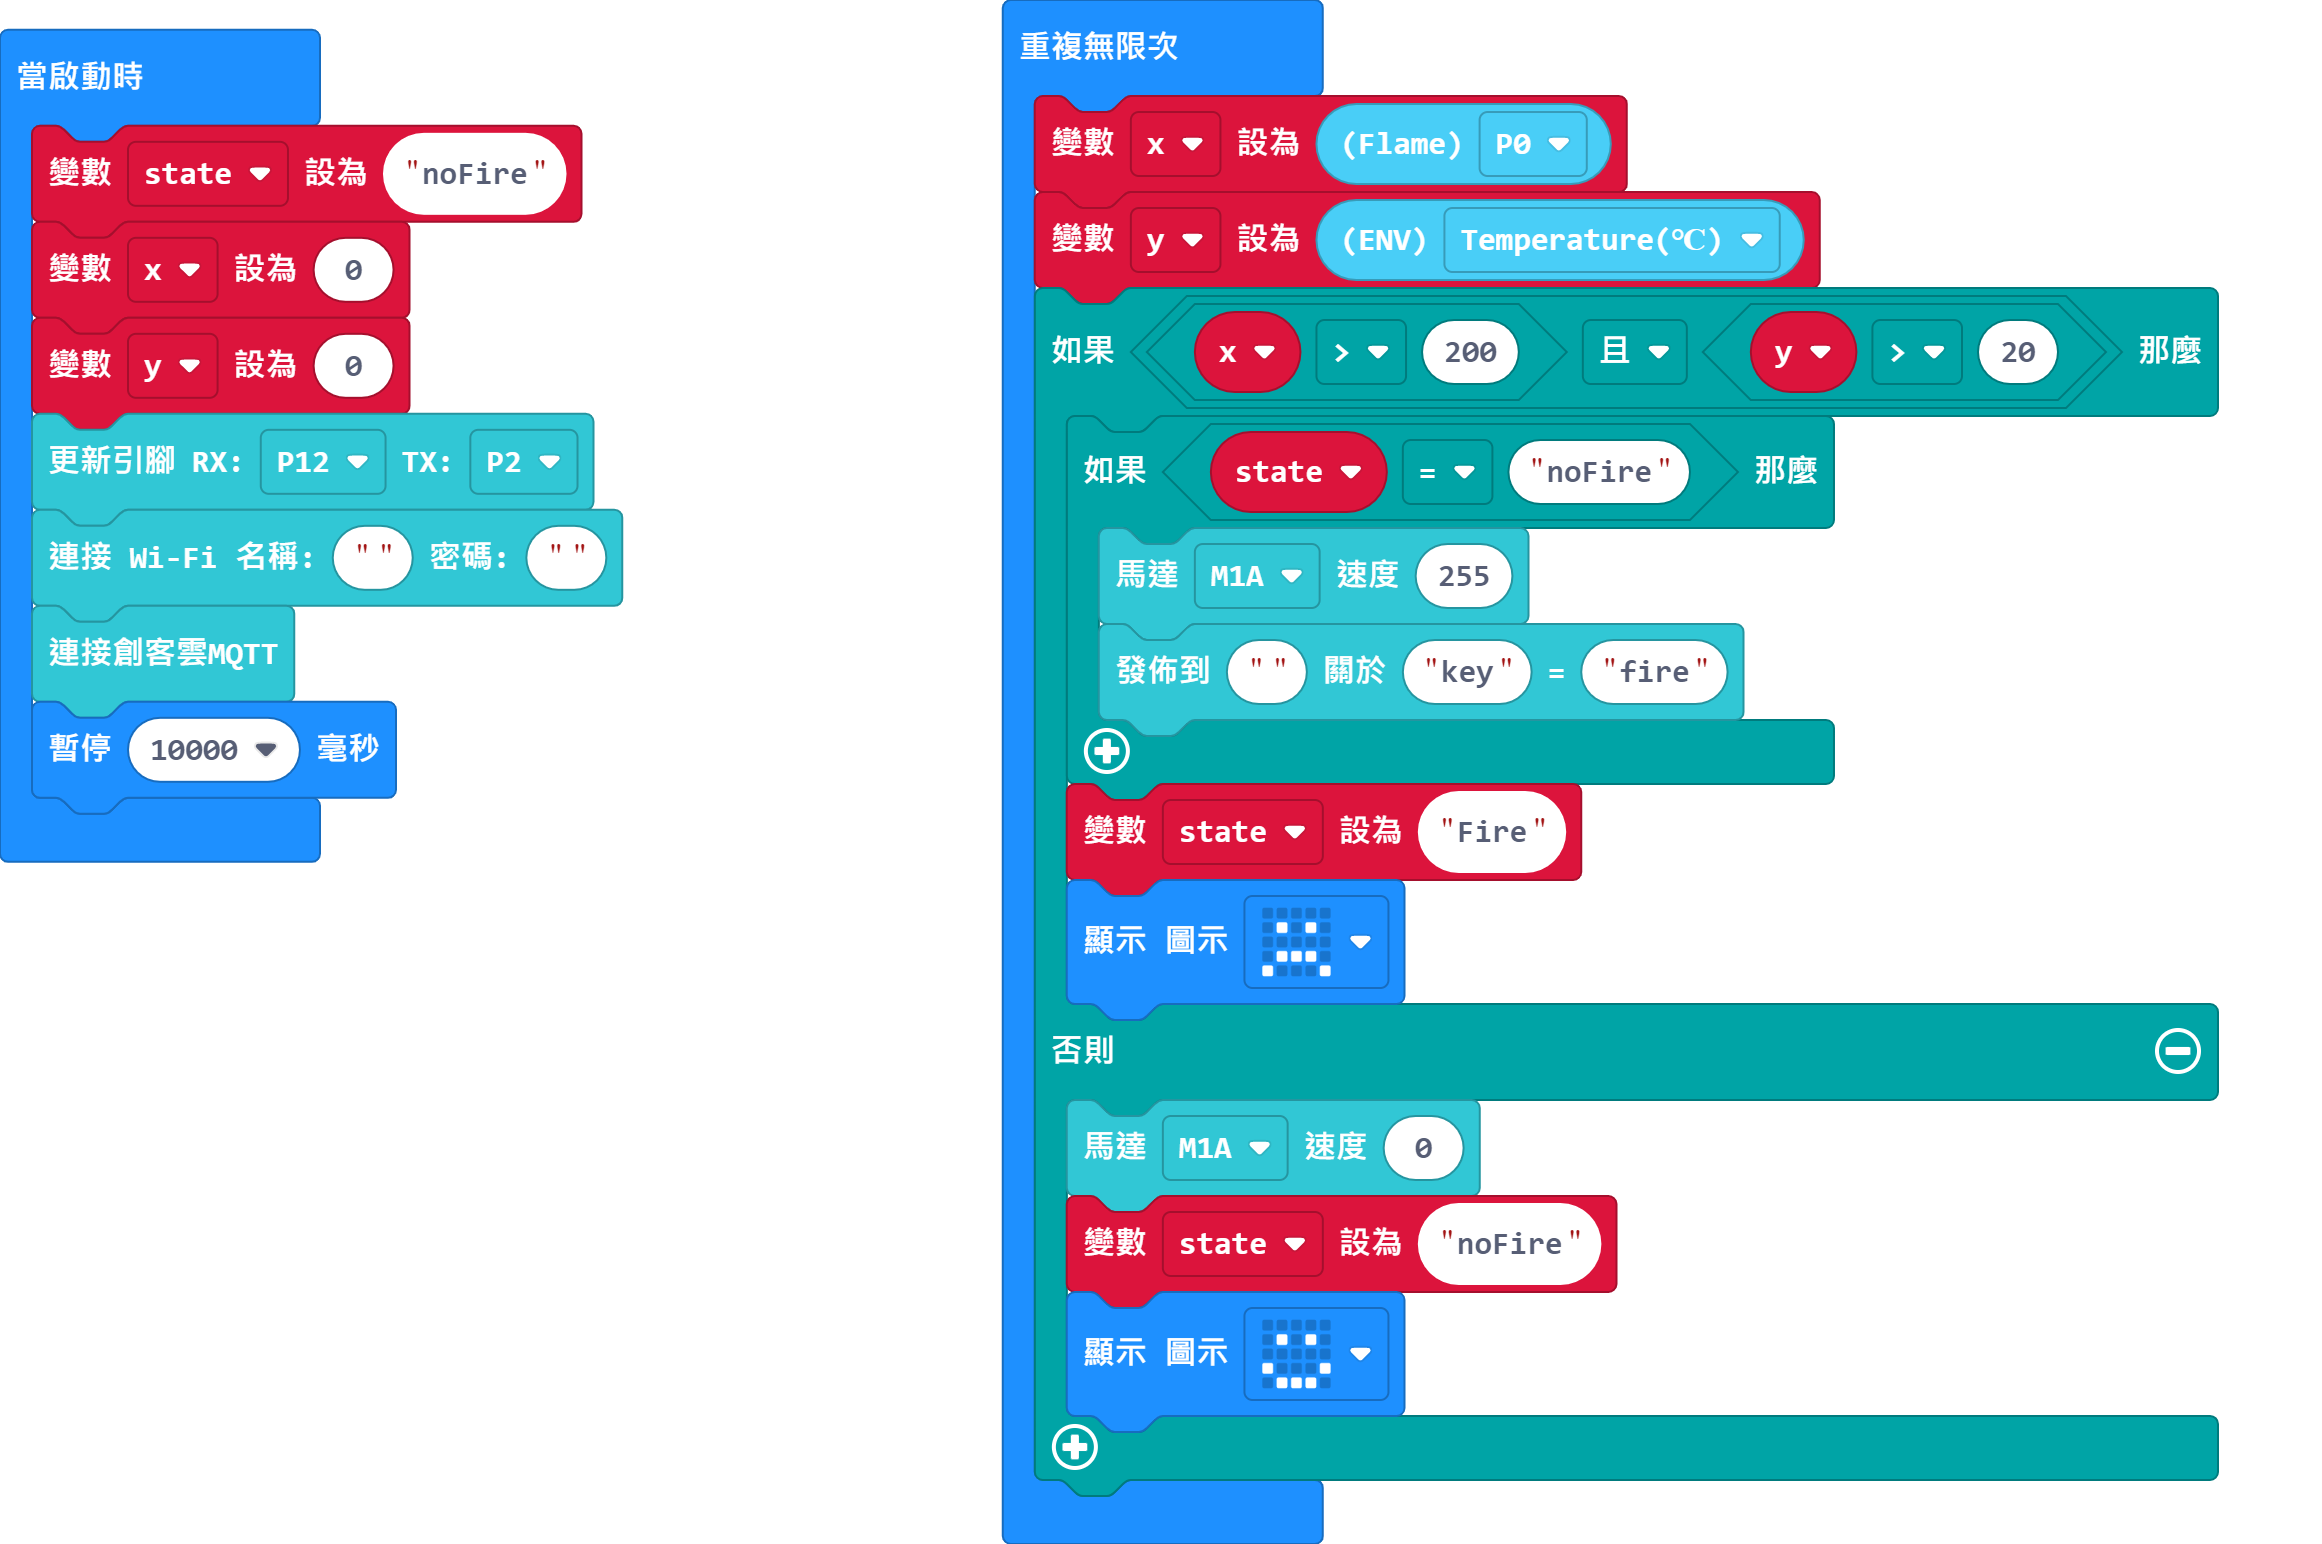 當啟動時
變數 state 設為 "noFire"
變數 x 設為 0
變數 y 設為 0
更新引腳 RX: P12 TX: P2
連接 Wi-Fi 名稱: "" 密碼: ""
連接創客雲MQTT
暫停 10000 毫秒
重複無限次
變數 x 設為 (Flame) P0
變數 y 設為 (ENV) Temperature(℃)
如果 x > 200 且 y > 20 那麼
如果 state = "noFire" 那麼
馬達 M1A 速度 255
發佈到 "" 關於 "key" = "fire"
變數 state 設為 "Fire"
顯示 圖示
否則
馬達 M1A 速度 0
變數 state 設為 "noFire"
顯示 圖示